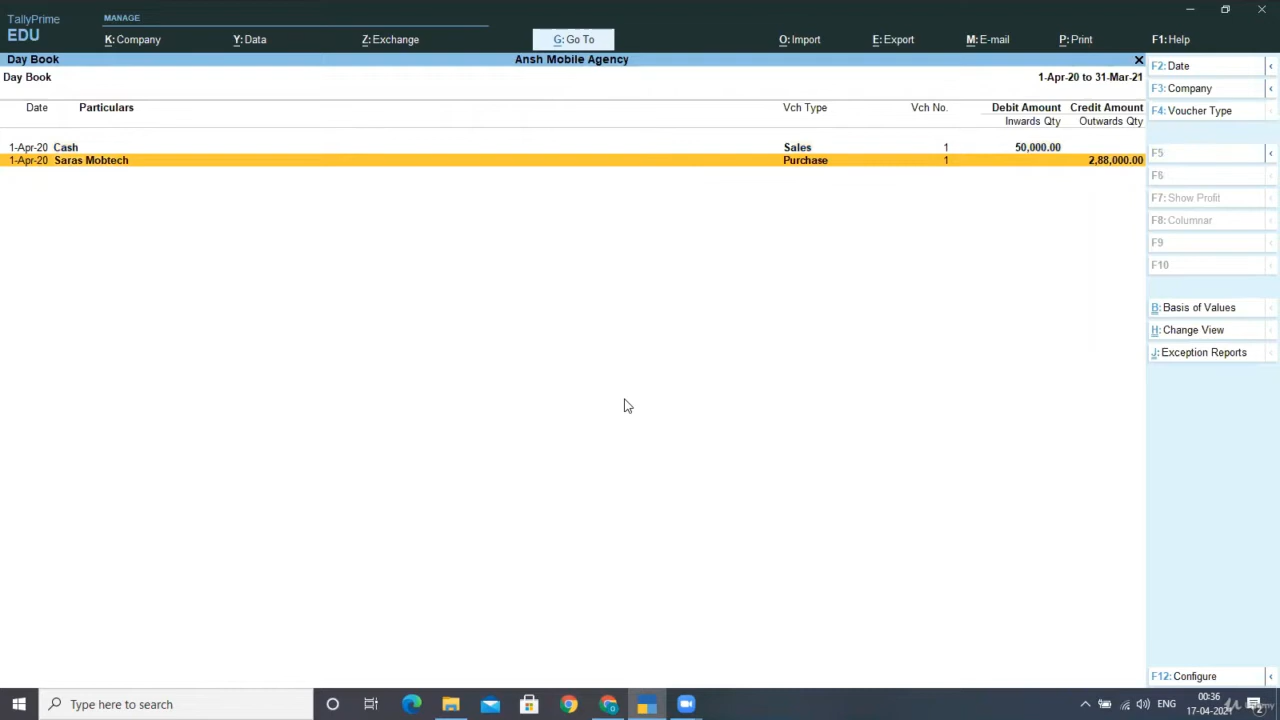 TallyPrime
EDU
MANAGE
K: Company
Y: Data
Z: Exchange
G: Go To
O: Import
E: Export
M: E-mail
P: Print
F1: Help
Day Book
Ansh Mobile Agency
Day Book
1-Apr-20 to 31-Mar-21
Date Particulars Vch Type Vch No. Debit Amount Credit Amount
Inwards Qty Outwards Qty
1-Apr-20 Cash Sales 1 50,000.00
1-Apr-20 Saras Mobtech Purchase 1 2,88,000.00
F2: Date
F3: Company
F4: Voucher Type
F5
F6
F7: Show Profit
F8: Columnar
F9
F10
B: Basis of Values
H: Change View
J: Exception Reports
F12: Configure
Type here to search
ENG
00:36
17-04-2021